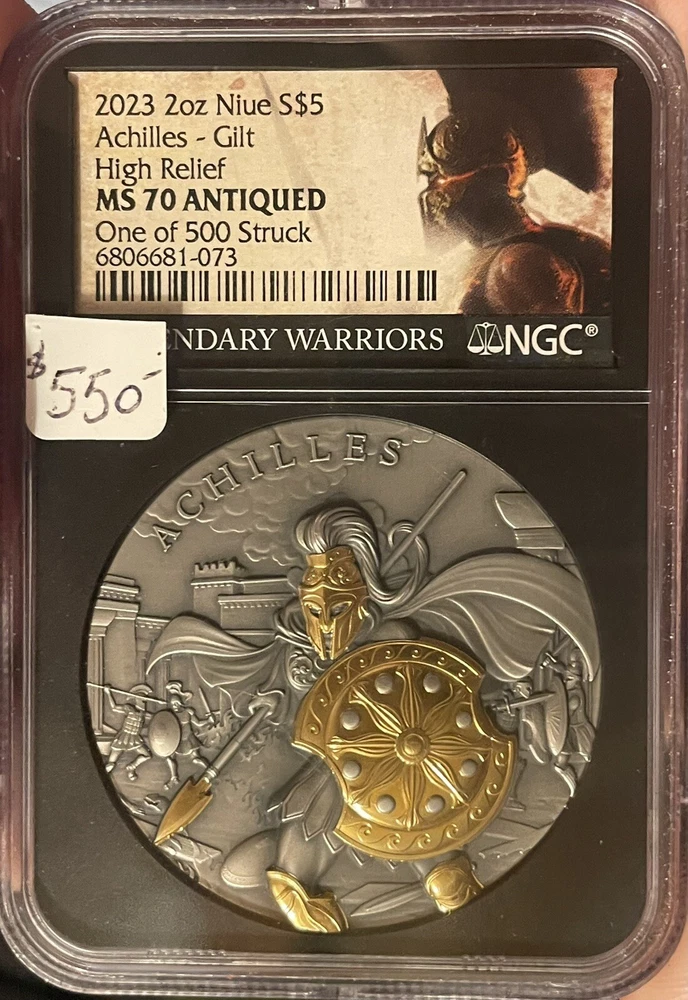 2023 2oz Niue S$5
Achilles - Gilt
High Relief
MS 70 ANTIQUED
One of 500 Struck
6806681-073
$550-
NDARY WARRIORS
NGC®
ACHILLES